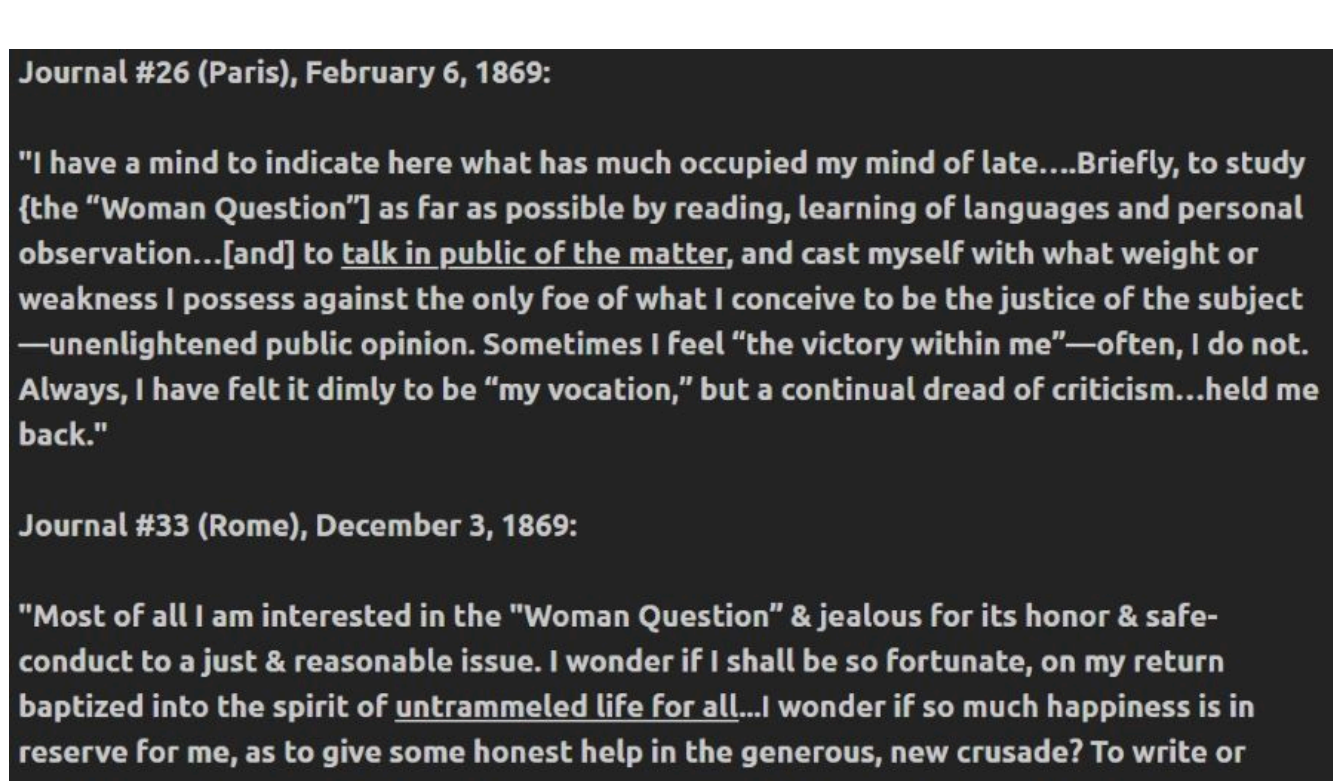 Journal #26 (Paris), February 6, 1869:
"I have a mind to indicate here what has much occupied my mind of late....Briefly, to study
{the “Woman Question”] as far as possible by reading, learning of languages and personal
observation...[and] to talk in public of the matter, and cast myself with what weight or
weakness I possess against the only foe of what I conceive to be the justice of the subject
—unenlightened public opinion. Sometimes I feel “the victory within me”—often, I do not.
Always, I have felt it dimly to be “my vocation,” but a continual dread of criticism...held me
back."
Journal #33 (Rome), December 3, 1869:
"Most of all I am interested in the "Woman Question” & jealous for its honor & safe-
conduct to a just & reasonable issue. I wonder if I shall be so fortunate, on my return
baptized into the spirit of untrammeled life for all...I wonder if so much happiness is in
reserve for me, as to give some honest help in the generous, new crusade? To write or